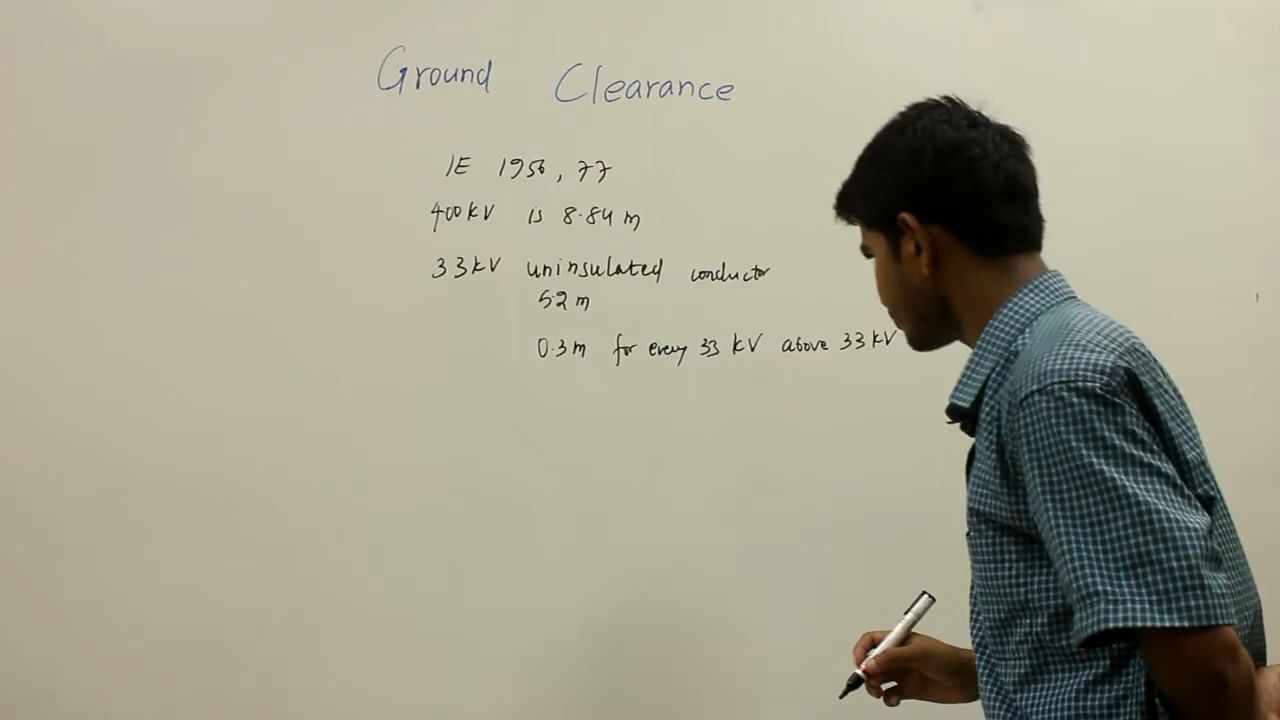 Ground Clearance
IE 1956, 77
400kV is 8.84 m
33kV uninsulated conductor
5.2 m
0.3m for every 33 kV above 33kV